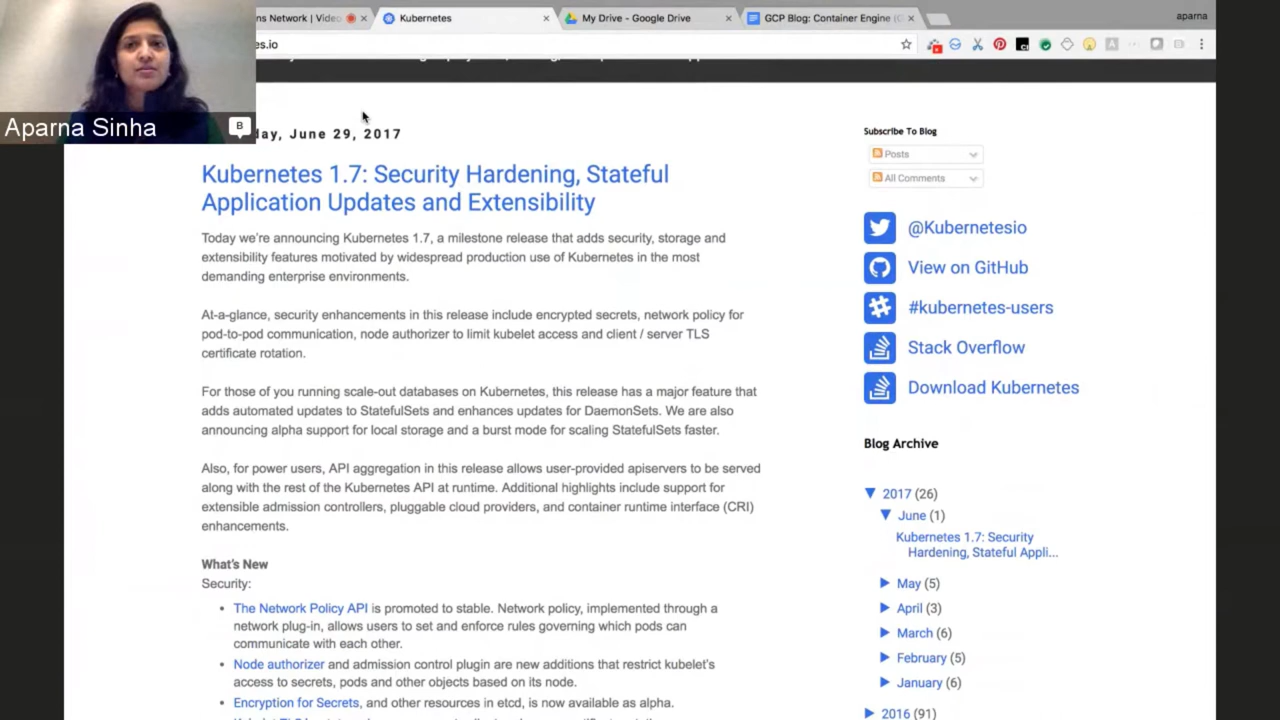 ns Network | Video
Kubernetes
My Drive - Google Drive
GCP Blog: Container Engine (
aparna
es.io
Aparna Sinha
B
day, June 29, 2017
Kubernetes 1.7: Security Hardening, Stateful
Application Updates and Extensibility
Today we're announcing Kubernetes 1.7, a milestone release that adds security, storage and
extensibility features motivated by widespread production use of Kubernetes in the most
demanding enterprise environments.
At-a-glance, security enhancements in this release include encrypted secrets, network policy for
pod-to-pod communication, node authorizer to limit kubelet access and client / server TLS
certificate rotation.
For those of you running scale-out databases on Kubernetes, this release has a major feature that
adds automated updates to StatefulSets and enhances updates for DaemonSets. We are also
announcing alpha support for local storage and a burst mode for scaling StatefulSets faster.
Also, for power users, API aggregation in this release allows user-provided apiservers to be served
along with the rest of the Kubernetes API at runtime. Additional highlights include support for
extensible admission controllers, pluggable cloud providers, and container runtime interface (CRI)
enhancements.
What's New
Security:
The Network Policy API is promoted to stable. Network policy, implemented through a
network plug-in, allows users to set and enforce rules governing which pods can
communicate with each other.
Node authorizer and admission control plugin are new additions that restrict kubelet's
access to secrets, pods and other objects based on its node.
Encryption for Secrets, and other resources in etcd, is now available as alpha.
Subscribe To Blog
Posts
All Comments
@Kubernetesio
View on GitHub
#kubernetes-users
Stack Overflow
Download Kubernetes
Blog Archive
2017 (26)
June (1)
Kubernetes 1.7: Security
Hardening, Stateful Appli...
May (5)
April (3)
March (6)
February (5)
January (6)
2016 (91)